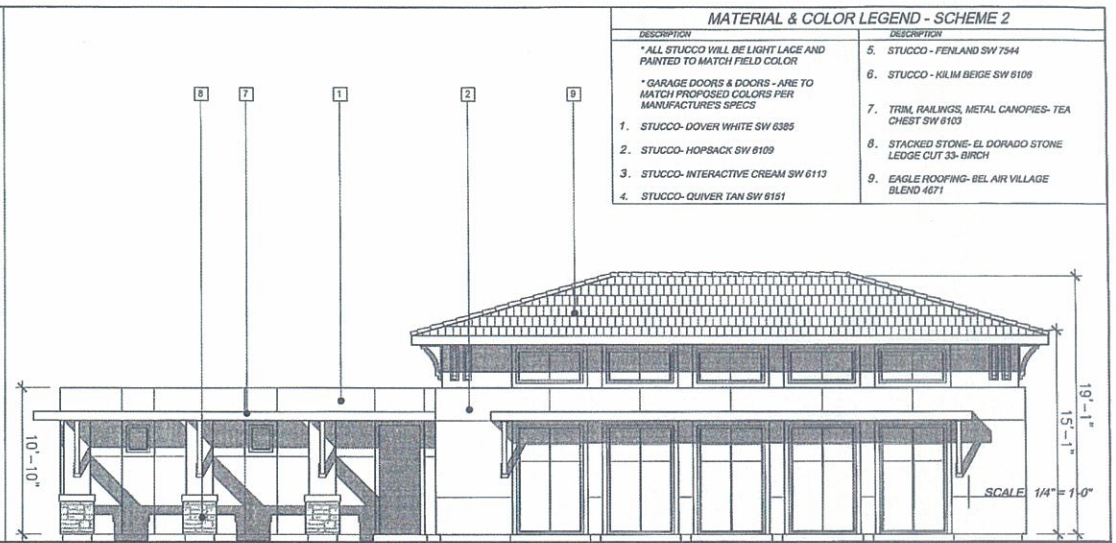 MATERIAL & COLOR LEGEND - SCHEME 2
DESCRIPTION
* ALL STUCCO WILL BE LIGHT LACE AND
PAINTED TO MATCH FIELD COLOR
* GARAGE DOORS & DOORS - ARE TO
MATCH PROPOSED COLORS PER
MANUFACTURE'S SPECS
1. STUCCO- DOVER WHITE SW 6385
2. STUCCO- HOPSACK SW 6109
3. STUCCO- INTERACTIVE CREAM SW 6113
4. STUCCO- QUIVER TAN SW 6151
DESCRIPTION
5. STUCCO - FENLAND SW 7544
6. STUCCO - KILIM BEIGE SW 6106
7. TRIM, RAILINGS, METAL CANOPIES- TEA
CHEST SW 6103
8. STACKED STONE- EL DORADO STONE
LEDGE CUT 33- BIRCH
9. EAGLE ROOFING- BEL AIR VILLAGE
BLEND 4671
8 7 1 2 9
10'-10"
15'-1"
19'-1"
SCALE: 1/4" = 1'-0"